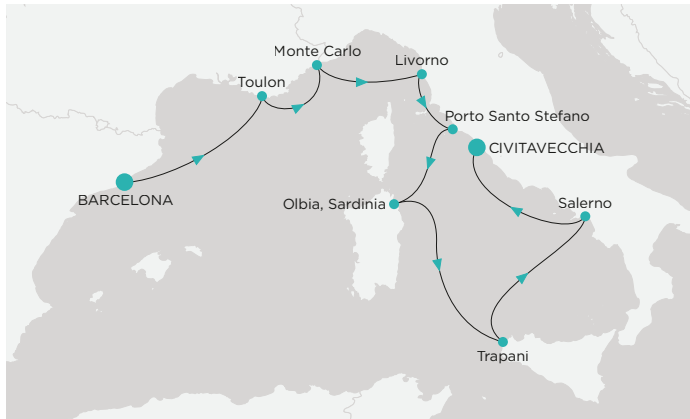 Monte Carlo
Livorno
Toulon
Porto Santo Stefano
CIVITAVECCHIA
BARCELONA
Olbia, Sardinia
Salerno
Trapani